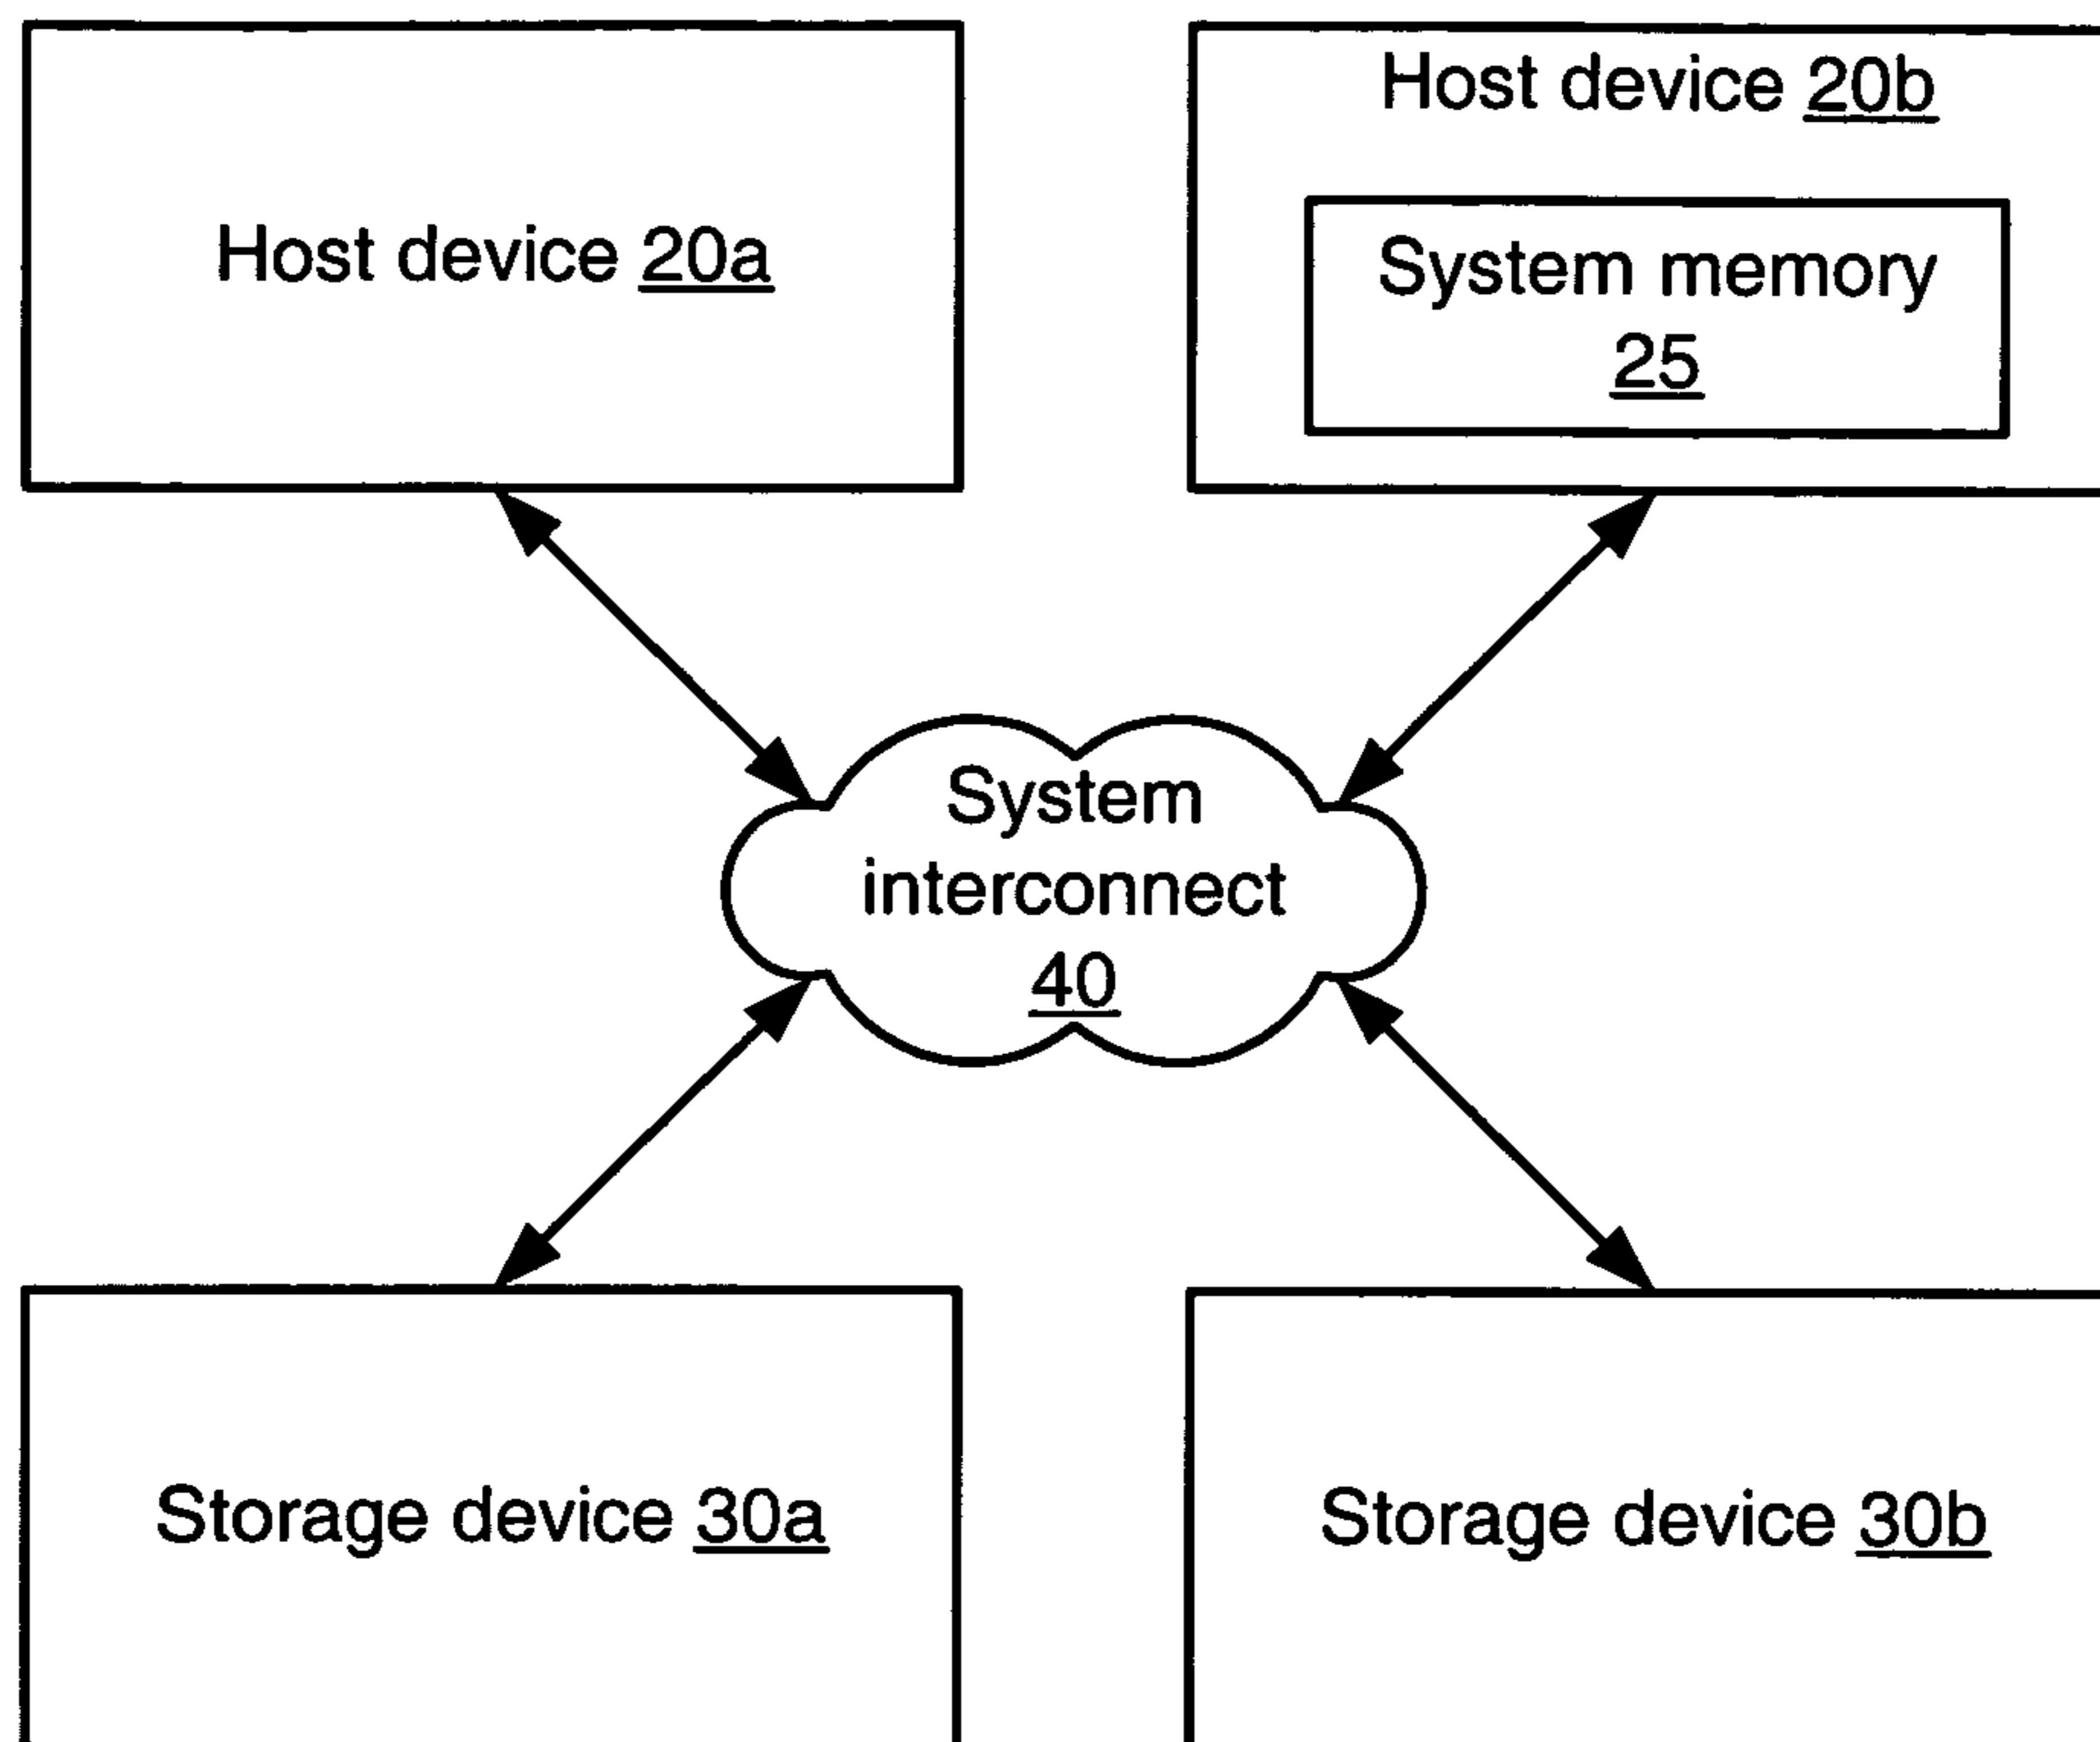 Host device 20a
Host device 20b
System memory
25
System
interconnect
40
Storage device 30a
Storage device 30b